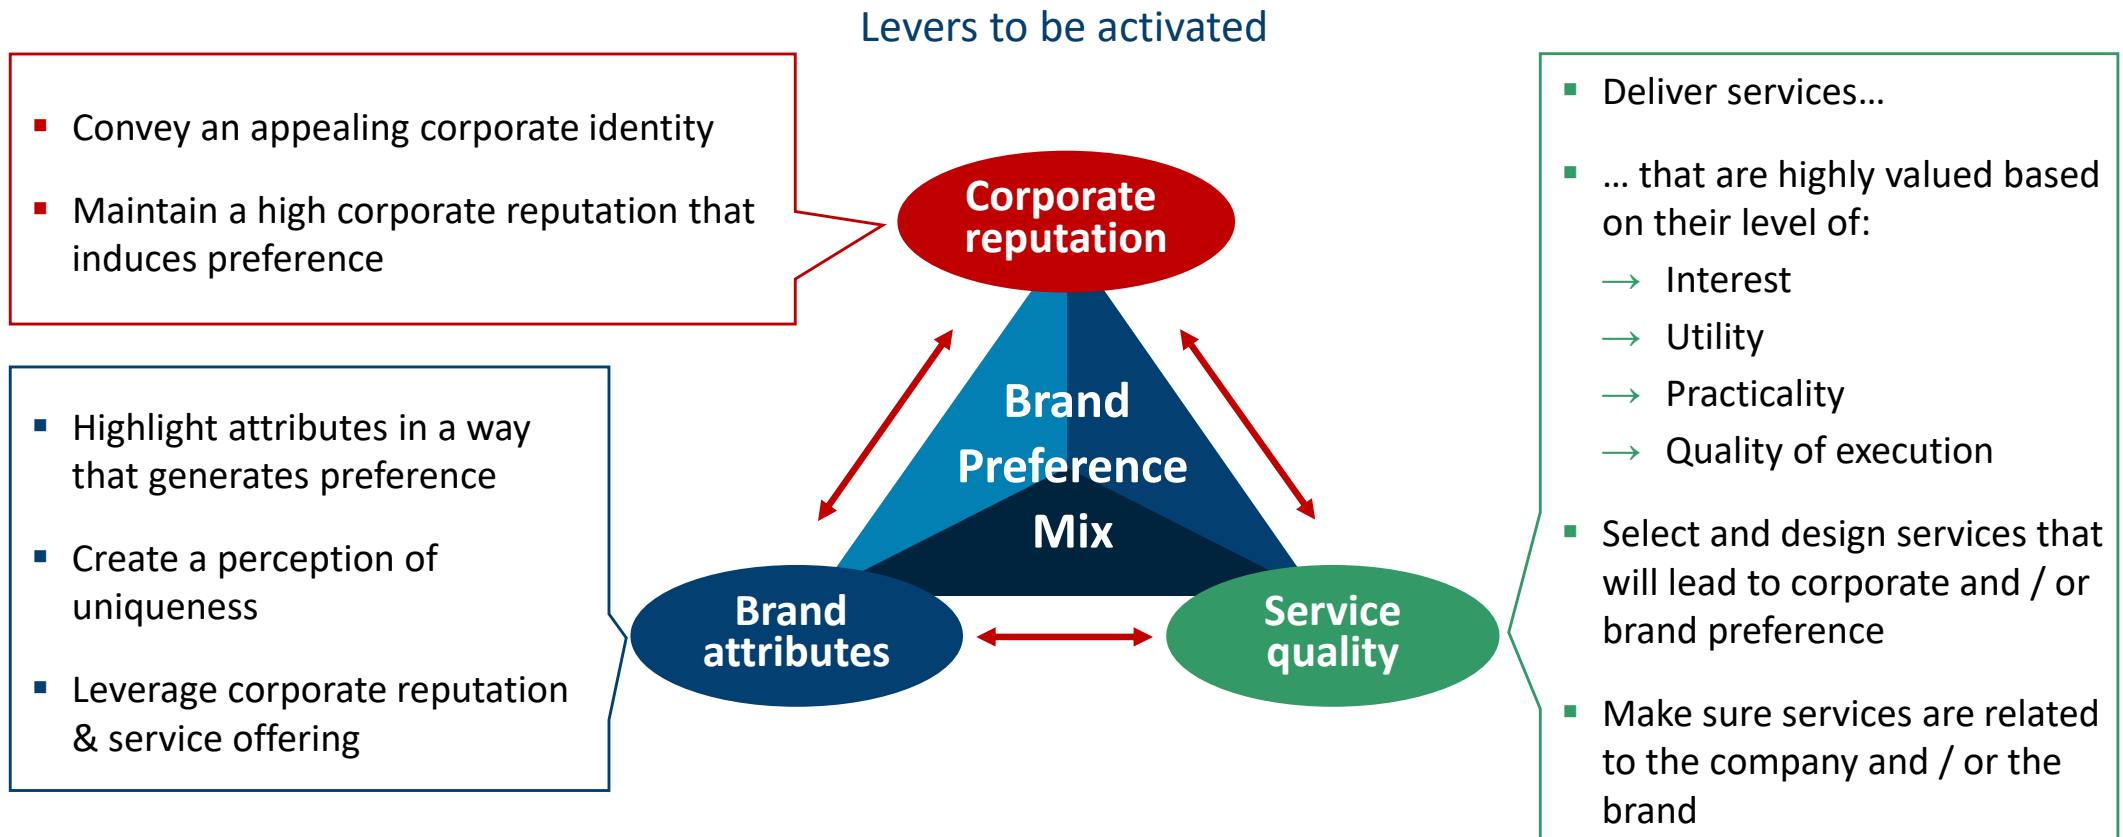 Levers to be activated
Convey an appealing corporate identity
Maintain a high corporate reputation that
induces preference
Highlight attributes in a way
that generates preference
Create a perception of
uniqueness
Leverage corporate reputation
& service offering
Corporate
reputation
Brand
Preference
Mix
Brand
attributes
Service
quality
Deliver services…
… that are highly valued based
on their level of:
→ Interest
→ Utility
→ Practicality
→ Quality of execution
Select and design services that
will lead to corporate and / or
brand preference
Make sure services are related
to the company and / or the
brand